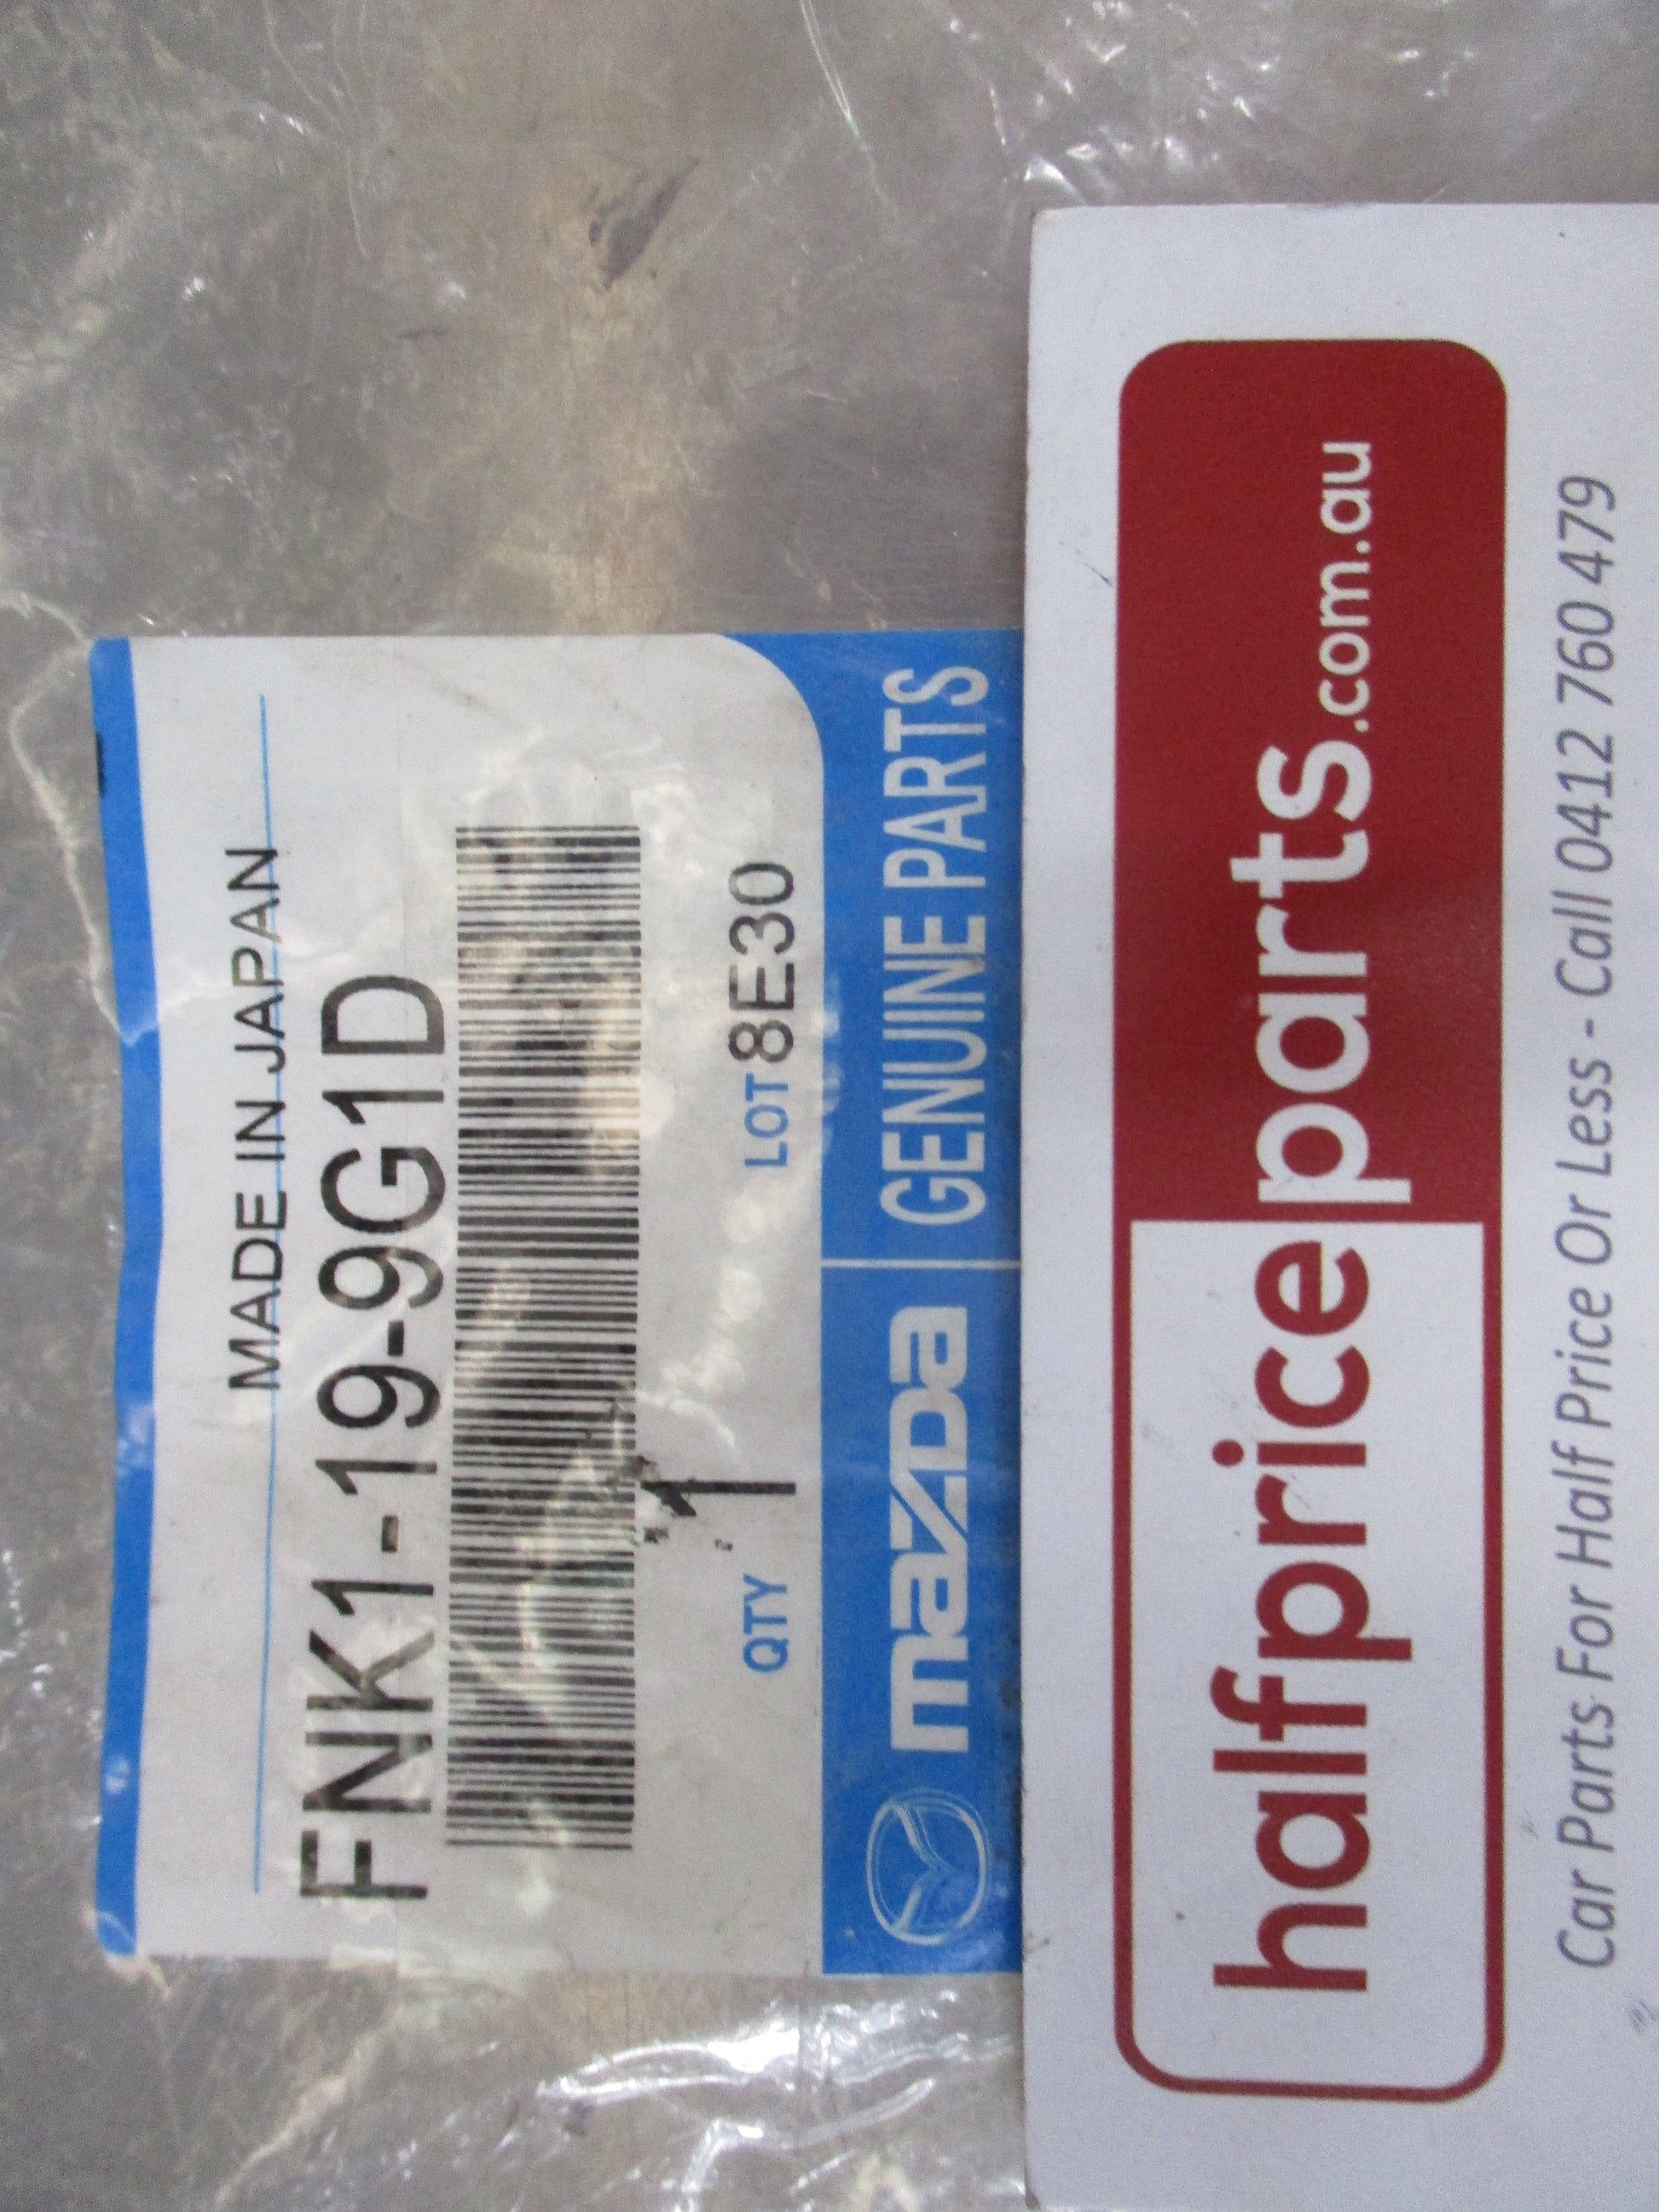 MADE IN JAPAN
FNK1-19-9G1D
QTY 1 LOT 8E30
mazda GENUINE PARTS
halfpriceparts.com.au
Car Parts For Half Price Or Less - Call 0412 760 479